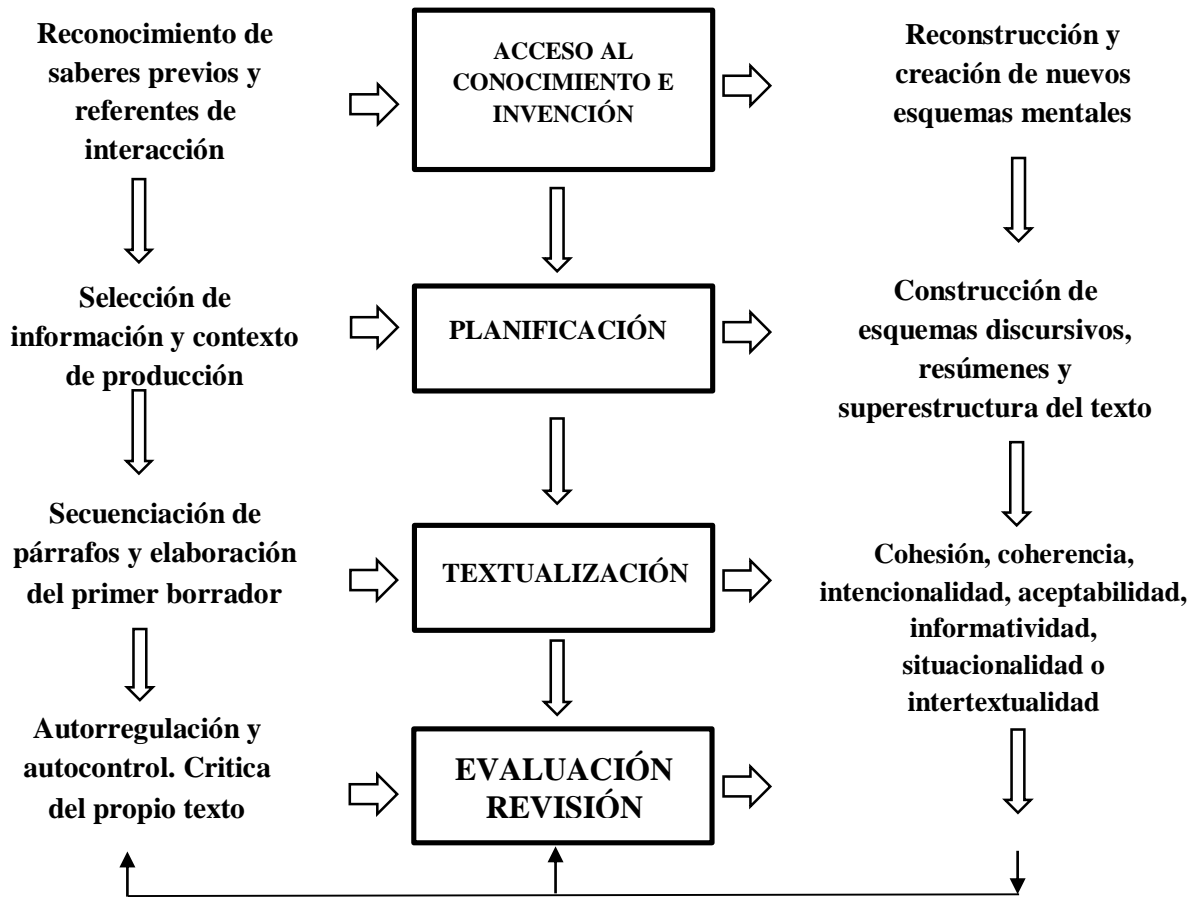 Reconocimiento de
saberes previos y
referentes de
interacción
ACCESO AL
CONOCIMIENTO E
INVENCIÓN
Reconstrucción y
creación de nuevos
esquemas mentales
Selección de
información y contexto
de producción
PLANIFICACIÓN
Construcción de
esquemas discursivos,
resúmenes y
superestructura del texto
Secuenciación de
párrafos y elaboración
del primer borrador
TEXTUALIZACIÓN
Cohesión, coherencia,
intencionalidad, aceptabilidad,
informatividad,
situacionalidad o
intertextualidad
Autorregulación y
autocontrol. Critica
del propio texto
EVALUACIÓN
REVISIÓN